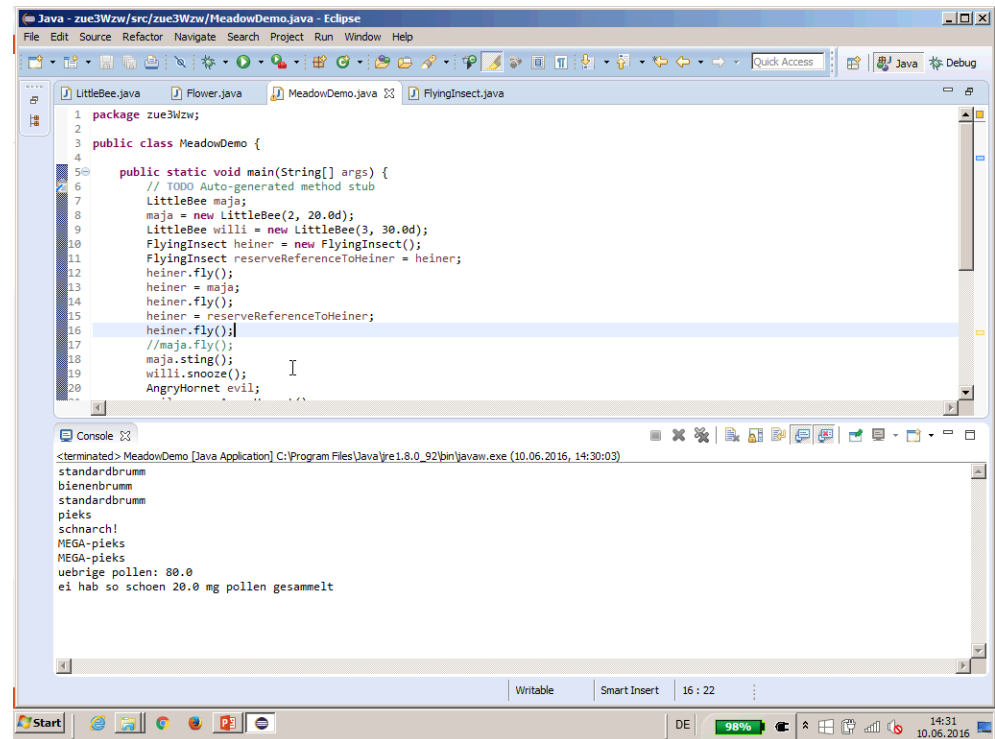 Java - zue3Wzw/src/zue3Wzw/MeadowDemo.java - Eclipse
File Edit Source Refactor Navigate Search Project Run Window Help
Quick Access Java Debug
LittleBee.java Flower.java MeadowDemo.java FlyingInsect.java
1 package zue3Wzw;
2
3 public class MeadowDemo {
4
5 public static void main(String[] args) {
6 // TODO Auto-generated method stub
7 LittleBee maja;
8 maja = new LittleBee(2, 20.0d);
9 LittleBee willi = new LittleBee(3, 30.0d);
10 FlyingInsect heiner = new FlyingInsect();
11 FlyingInsect reserveReferenceToHeiner = heiner;
12 heiner.fly();
13 heiner = maja;
14 heiner.fly();
15 heiner = reserveReferenceToHeiner;
16 heiner.fly();
17 //maja.fly();
18 maja.sting();
19 willi.snooze();
20 AngryHornet evil;
Console
<terminated> MeadowDemo [Java Application] C:\Program Files\Java\jre1.8.0_92\bin\javaw.exe (10.06.2016, 14:30:03)
standardbrumm
bienenbrumm
standardbrumm
pieks
schnarch!
MEGA-pieks
MEGA-pieks
uebrige pollen: 80.0
ei hab so schoen 20.0 mg pollen gesammelt
Writable Smart Insert 16 : 22
Start DE 98% 14:31
10.06.2016